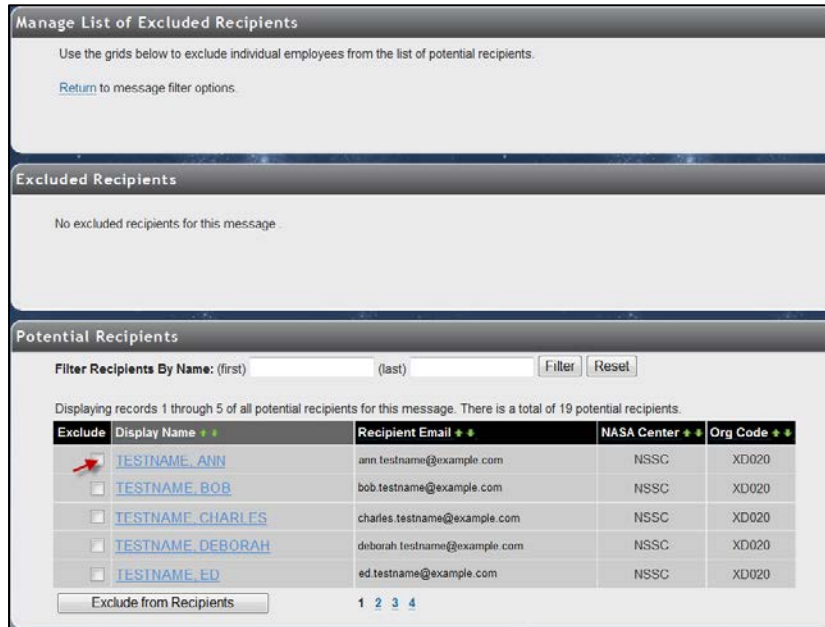 Manage List of Excluded Recipients
Use the grids below to exclude individual employees from the list of potential recipients.
Return to message filter options.
Excluded Recipients
No excluded recipients for this message .
Potential Recipients
Filter Recipients By Name: (first) (last) Filter Reset
Displaying records 1 through 5 of all potential recipients for this message. There is a total of 19 potential recipients.
Exclude Display Name Recipient Email NASA Center Org Code
TESTNAME, ANN ann.testname@example.com NSSC XD020
TESTNAME, BOB bob.testname@example.com NSSC XD020
TESTNAME, CHARLES charles.testname@example.com NSSC XD020
TESTNAME, DEBORAH deborah.testname@example.com NSSC XD020
TESTNAME, ED ed.testname@example.com NSSC XD020
Exclude from Recipients 1 2 3 4